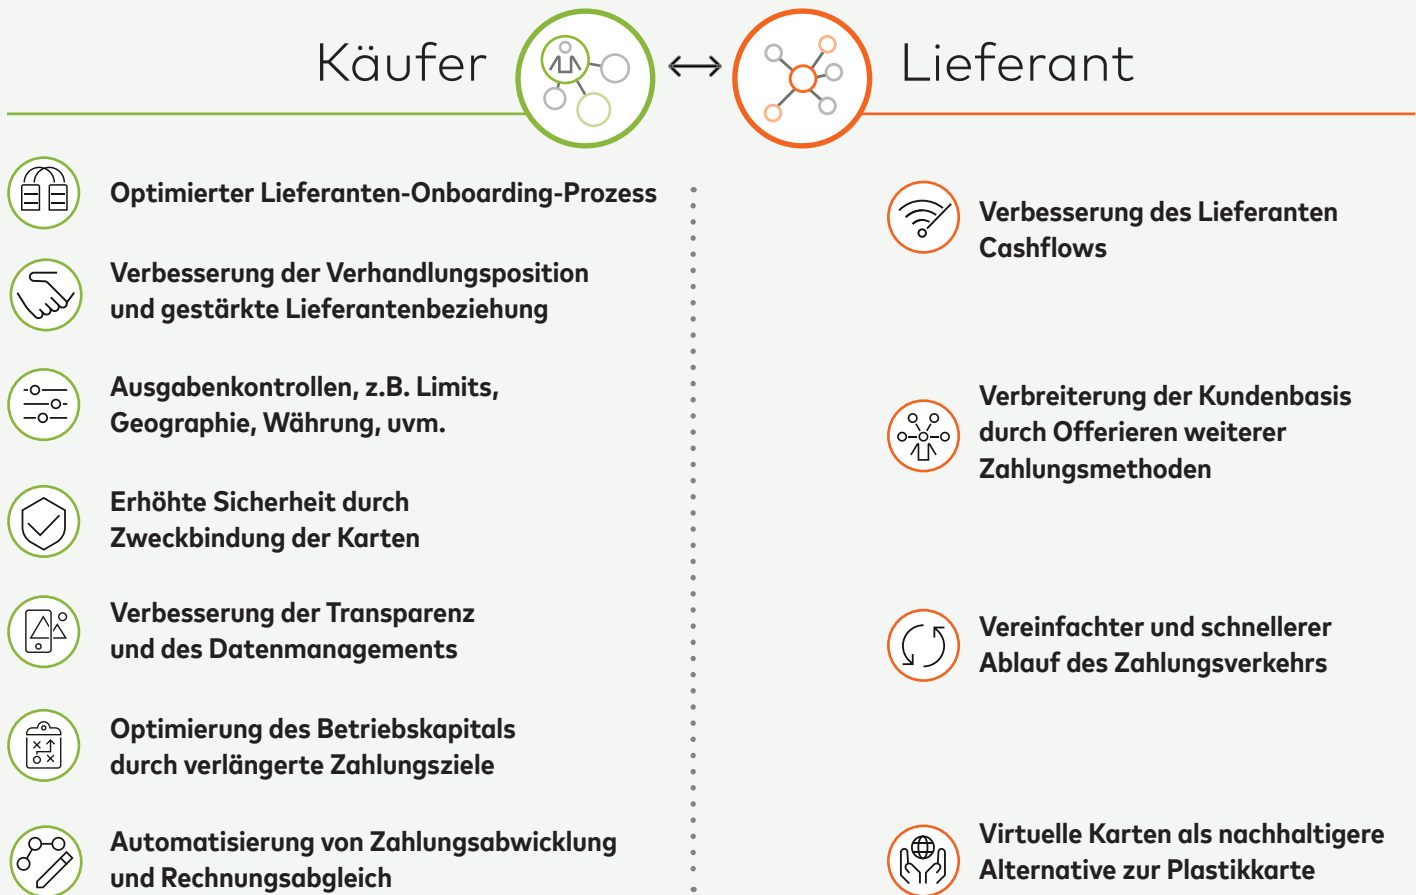 Käufer
Lieferant
Optimierter Lieferanten-Onboarding-Prozess
Verbesserung der Verhandlungsposition
und gestärkte Lieferantenbeziehung
Ausgabenkontrollen, z.B. Limits,
Geographie, Währung, uvm.
Erhöhte Sicherheit durch
Zweckbindung der Karten
Verbesserung der Transparenz
und des Datenmanagements
Optimierung des Betriebskapitals
durch verlängerte Zahlungsziele
Automatisierung von Zahlungsabwicklung
und Rechnungsabgleich
Verbesserung des Lieferanten
Cashflows
Verbreiterung der Kundenbasis
durch Offerieren weiterer
Zahlungsmethoden
Vereinfachter und schnellerer
Ablauf des Zahlungsverkehrs
Virtuelle Karten als nachhaltigere
Alternative zur Plastikkarte